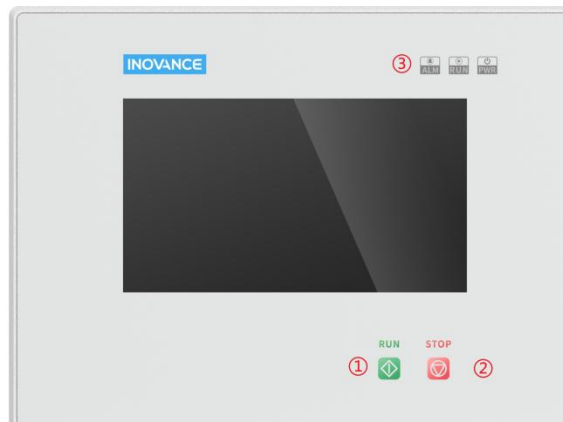 INOVANCE
③ ALM RUN PWR
RUN STOP
① ②